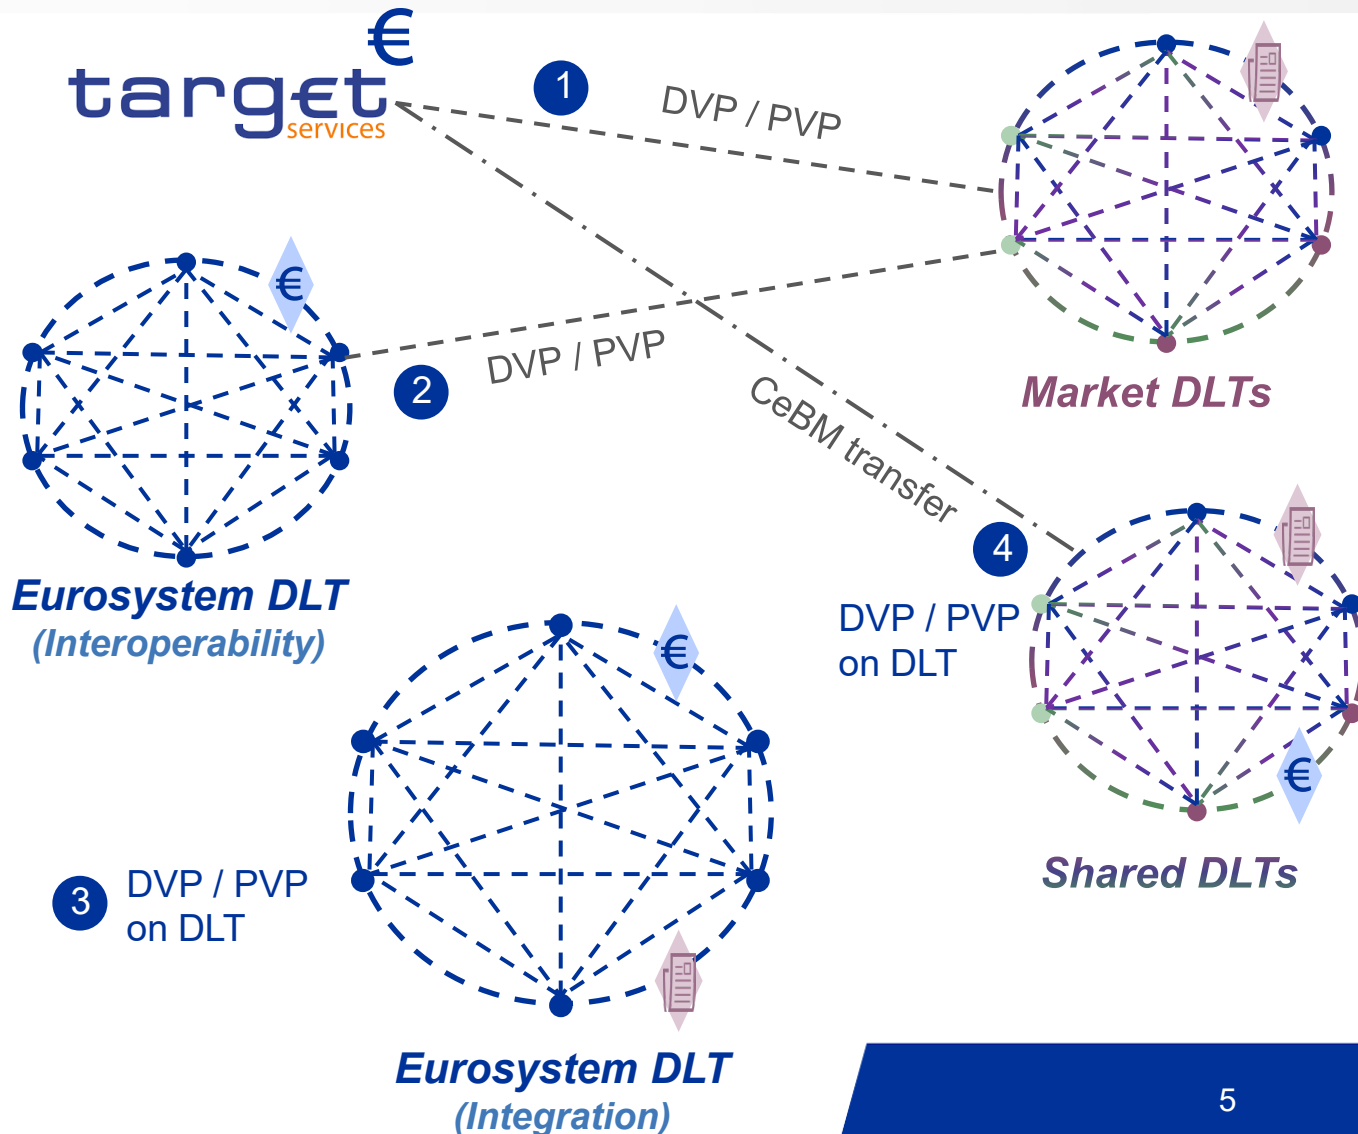 €
target
services
1
DVP / PVP
Market DLTs
€
2
DVP / PVP
Eurosystem DLT
(Interoperability)
CeBM transfer
4
DVP / PVP
on DLT
€
Shared DLTs
€
3
DVP / PVP
on DLT
Eurosystem DLT
(Integration)
5